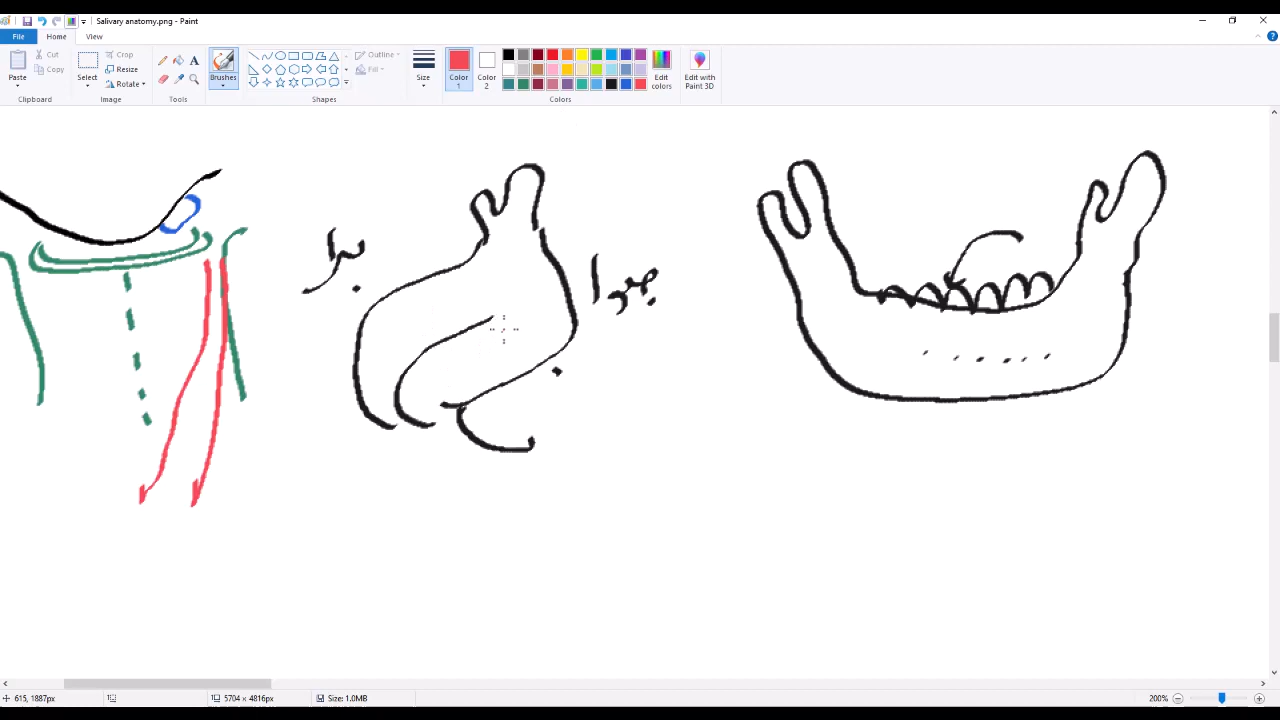 Salivary anatomy.png - Paint
File
Home
View
Paste
Cut
Copy
Clipboard
Select
Crop
Resize
Rotate
Image
Tools
Brushes
Shapes
Outline
Fill
Size
Color 1
Color 2
Edit colors
Edit with Paint 3D
Colors
برا
جوا
615, 1887px
5704 × 4816px
Size: 1.0MB
200%